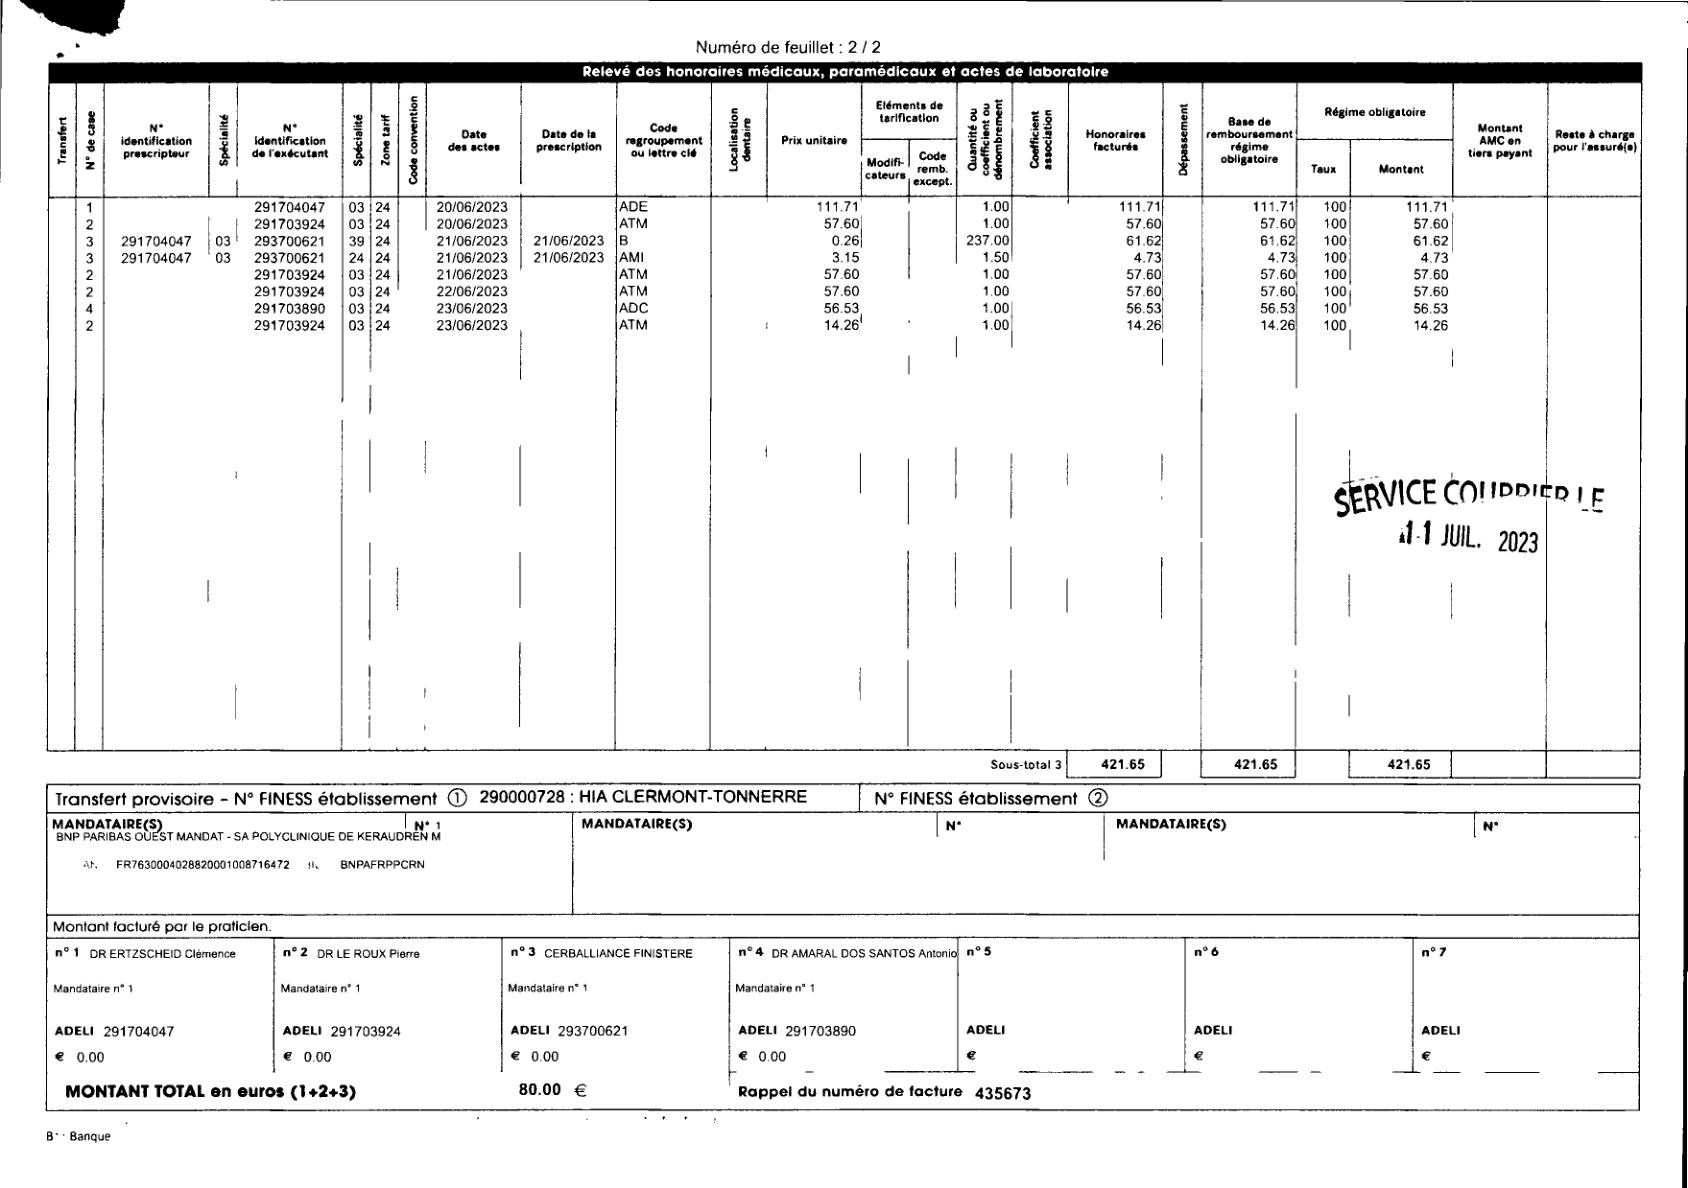 Numéro de feuillet : 2 / 2
Relevé des honoraires médicaux, paramédicaux et actes de laboratoire
Transfert | N° de case | N° identification prescripteur | Spécialité | N° identification de l'exécutant | Spécialité | Zone tarif | Code convention | Date des actes | Date de la prescription | Code regroupement ou lettre clé | Localisation dentaire | Prix unitaire | Eléments de tarification | Modifi-cateurs | Code remb. except. | Quantité ou coefficient ou dénombrement | Coefficient association | Honoraires facturés | Dépassement | Base de remboursement régime obligatoire | Régime obligatoire | Taux | Montant | Montant AMC en tiers payant | Reste à charge pour l'assuré(e)
1 291704047 03 24 20/06/2023 ADE 111.71 1.00 111.71 111.71 100 111.71
2 291703924 03 24 20/06/2023 ATM 57.60 1.00 57.60 57.60 100 57.60
3 291704047 03 293700621 39 24 21/06/2023 21/06/2023 B 0.26 237.00 61.62 61.62 100 61.62
3 291704047 03 293700621 24 24 21/06/2023 21/06/2023 AMI 3.15 1.50 4.73 4.73 100 4.73
2 291703924 03 24 21/06/2023 ATM 57.60 1.00 57.60 57.60 100 57.60
2 291703924 03 24 22/06/2023 ATM 57.60 1.00 57.60 57.60 100 57.60
4 291703890 03 24 23/06/2023 ADC 56.53 1.00 56.53 56.53 100 56.53
2 291703924 03 24 23/06/2023 ATM 14.26 1.00 14.26 14.26 100 14.26
SERVICE COURRIER LE
11 JUIL. 2023
Sous-total 3 421.65 421.65 421.65
Transfert provisoire - N° FINESS établissement ① 290000728 : HIA CLERMONT-TONNERRE N° FINESS établissement ②
MANDATAIRE(S) N° 1 MANDATAIRE(S) N° MANDATAIRE(S) N°
BNP PARIBAS OUEST MANDAT - SA POLYCLINIQUE DE KERAUDREN M
FR7630004028820001008716472 BNPAFRPPCRN
Montant facturé par le praticien.
n° 1 DR ERTZSCHEID Clémence n° 2 DR LE ROUX Pierre n° 3 CERBALLIANCE FINISTERE n° 4 DR AMARAL DOS SANTOS Antonio n° 5 n° 6 n° 7
Mandataire n° 1 Mandataire n° 1 Mandataire n° 1 Mandataire n° 1
ADELI 291704047 ADELI 291703924 ADELI 293700621 ADELI 291703890 ADELI ADELI ADELI
€ 0.00 € 0.00 € 0.00 € 0.00 € € €
MONTANT TOTAL en euros (1+2+3) 80.00 € Rappel du numéro de facture 435673
Banque